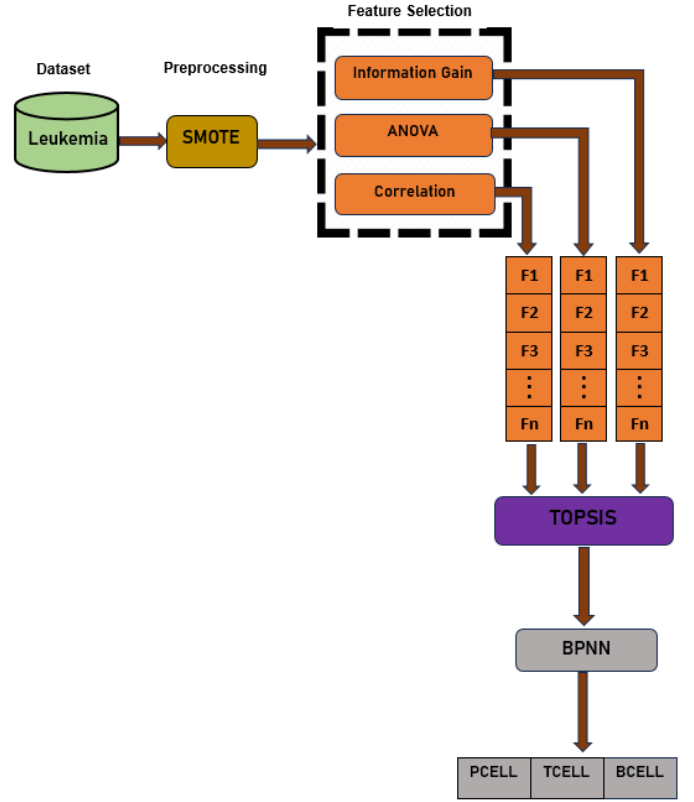 Feature Selection
Dataset
Preprocessing
Leukemia
SMOTE
Information Gain
ANOVA
Correlation
F1 F1 F1
F2 F2 F2
F3 F3 F3
⋮ ⋮ ⋮
Fn Fn Fn
TOPSIS
BPNN
PCELL TCELL BCELL